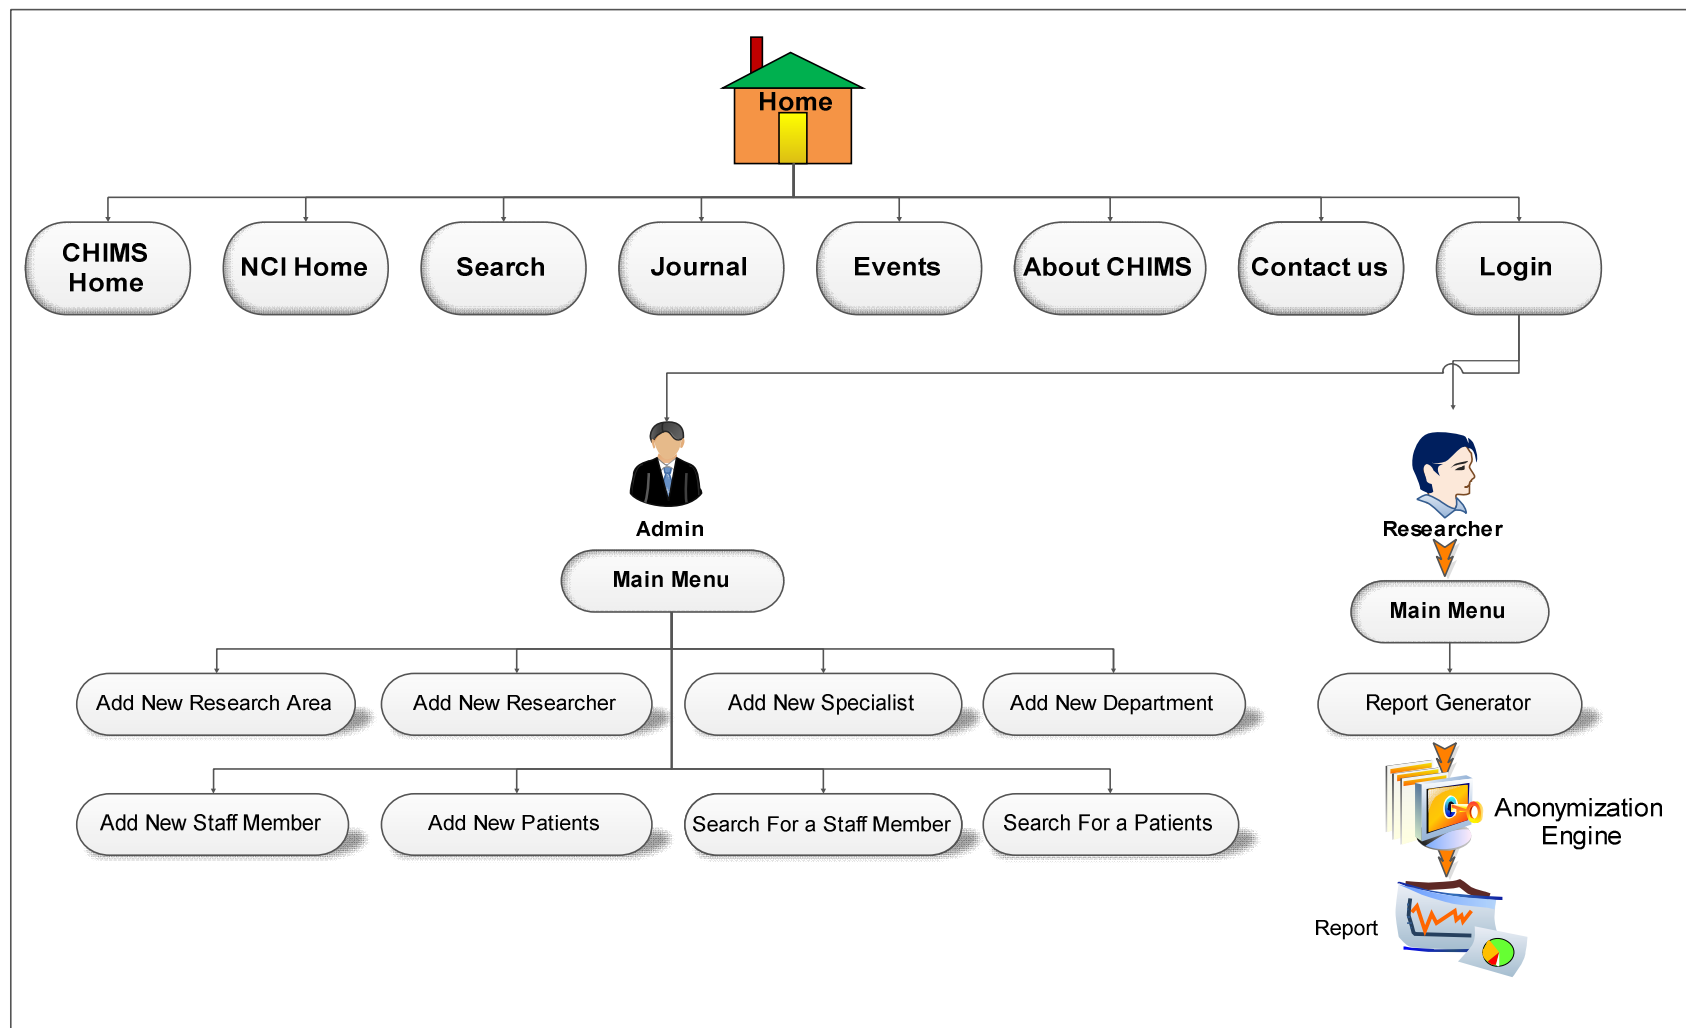 Home
CHIMS
Home
NCI Home
Search
Journal
Events
About CHIMS
Contact us
Login
Admin
Researcher
Main Menu
Main Menu
Add New Research Area
Add New Researcher
Add New Specialist
Add New Department
Report Generator
Add New Staff Member
Add New Patients
Search For a Staff Member
Search For a Patients
Anonymization
Engine
Report